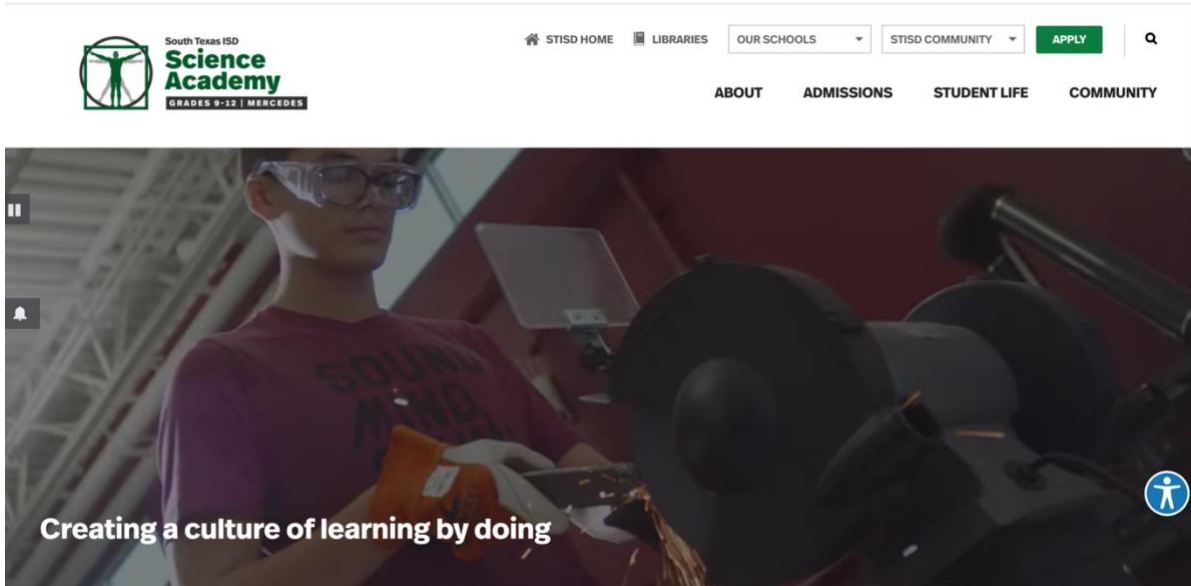 South Texas ISD
Science
Academy
GRADES 9-12 | MERCEDES
STISD HOME
LIBRARIES
OUR SCHOOLS
STISD COMMUNITY
APPLY
ABOUT
ADMISSIONS
STUDENT LIFE
COMMUNITY
SOUND
MIND
Creating a culture of learning by doing